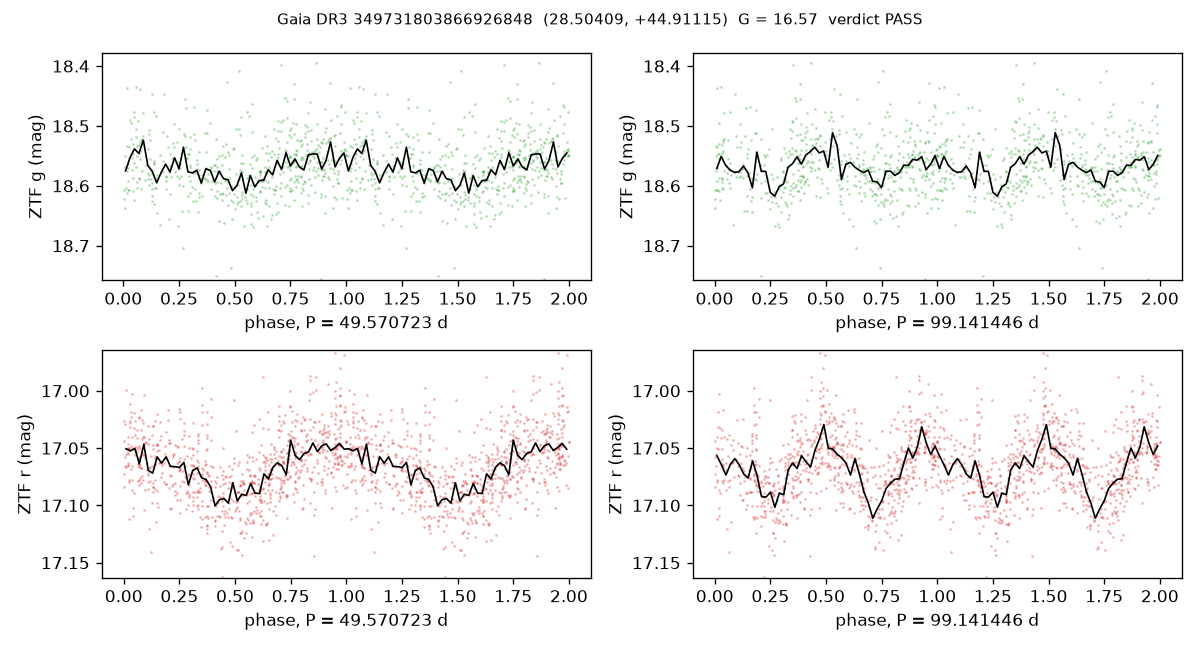 Gaia DR3 349731803866926848 (28.50409, +44.91115) G = 16.57 verdict PASS
ZTF g (mag)
18.4
18.5
18.6
18.7
0.00 0.25 0.50 0.75 1.00 1.25 1.50 1.75 2.00
phase, P = 49.570723 d
ZTF g (mag)
18.4
18.5
18.6
18.7
0.00 0.25 0.50 0.75 1.00 1.25 1.50 1.75 2.00
phase, P = 99.141446 d
ZTF r (mag)
17.00
17.05
17.10
17.15
0.00 0.25 0.50 0.75 1.00 1.25 1.50 1.75 2.00
phase, P = 49.570723 d
ZTF r (mag)
17.00
17.05
17.10
17.15
0.00 0.25 0.50 0.75 1.00 1.25 1.50 1.75 2.00
phase, P = 99.141446 d